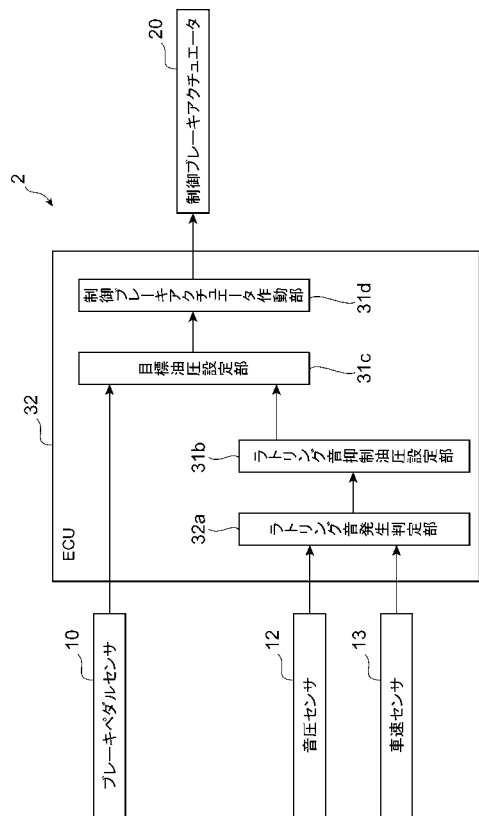 2
32
ECU
10
ブレーキペダルセンサ
12
音圧センサ
13
車速センサ
32a
ラトリング音発生判定部
31b
ラトリング音抑制油圧設定部
目標油圧設定部
31c
制御ブレーキアクチュエータ作動部
31d
20
制御ブレーキアクチュエータ